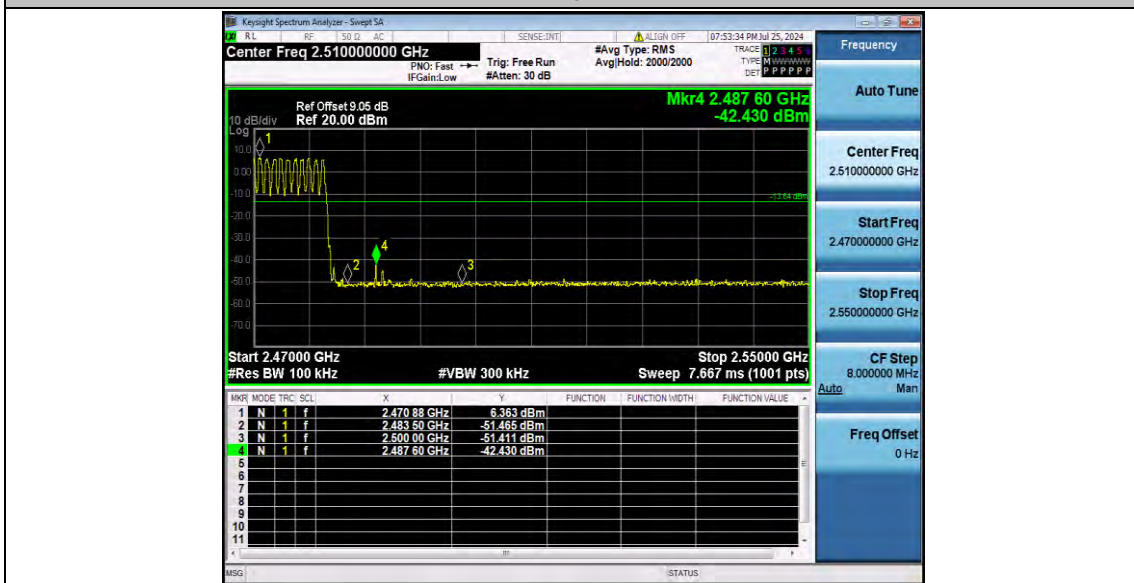 Keysight Spectrum Analyzer - Swept SA
RL RF 50 Ω AC SENSE:INT ALIGN OFF 07:53:34 PM Jul 25, 2024
Center Freq 2.510000000 GHz
PNO: Fast
IFGain:Low
Trig: Free Run
#Atten: 30 dB
#Avg Type: RMS
Avg|Hold: 2000/2000
TRACE 1 2 3 4 5 6
TYPE M WWWWW
DET P P P P P P
Mkr4 2.487 60 GHz
-42.430 dBm
Ref Offset 9.05 dB
10 dB/div Ref 20.00 dBm
Log
10.0
0.00
-10.0
-20.0
-30.0
-40.0
-50.0
-60.0
-70.0
1
2
4
3
-13.64 dBm
Start 2.47000 GHz Stop 2.55000 GHz
#Res BW 100 kHz #VBW 300 kHz Sweep 7.667 ms (1001 pts)
MKR MODE TRC SCL X Y FUNCTION FUNCTION WIDTH FUNCTION VALUE
1 N 1 f 2.470 88 GHz 6.363 dBm
2 N 1 f 2.483 50 GHz -51.465 dBm
3 N 1 f 2.500 00 GHz -51.411 dBm
4 N 1 f 2.487 60 GHz -42.430 dBm
5
6
7
8
9
10
11
MSG STATUS
Frequency
Auto Tune
Center Freq
2.510000000 GHz
Start Freq
2.470000000 GHz
Stop Freq
2.550000000 GHz
CF Step
8.000000 MHz
Auto Man
Freq Offset
0 Hz